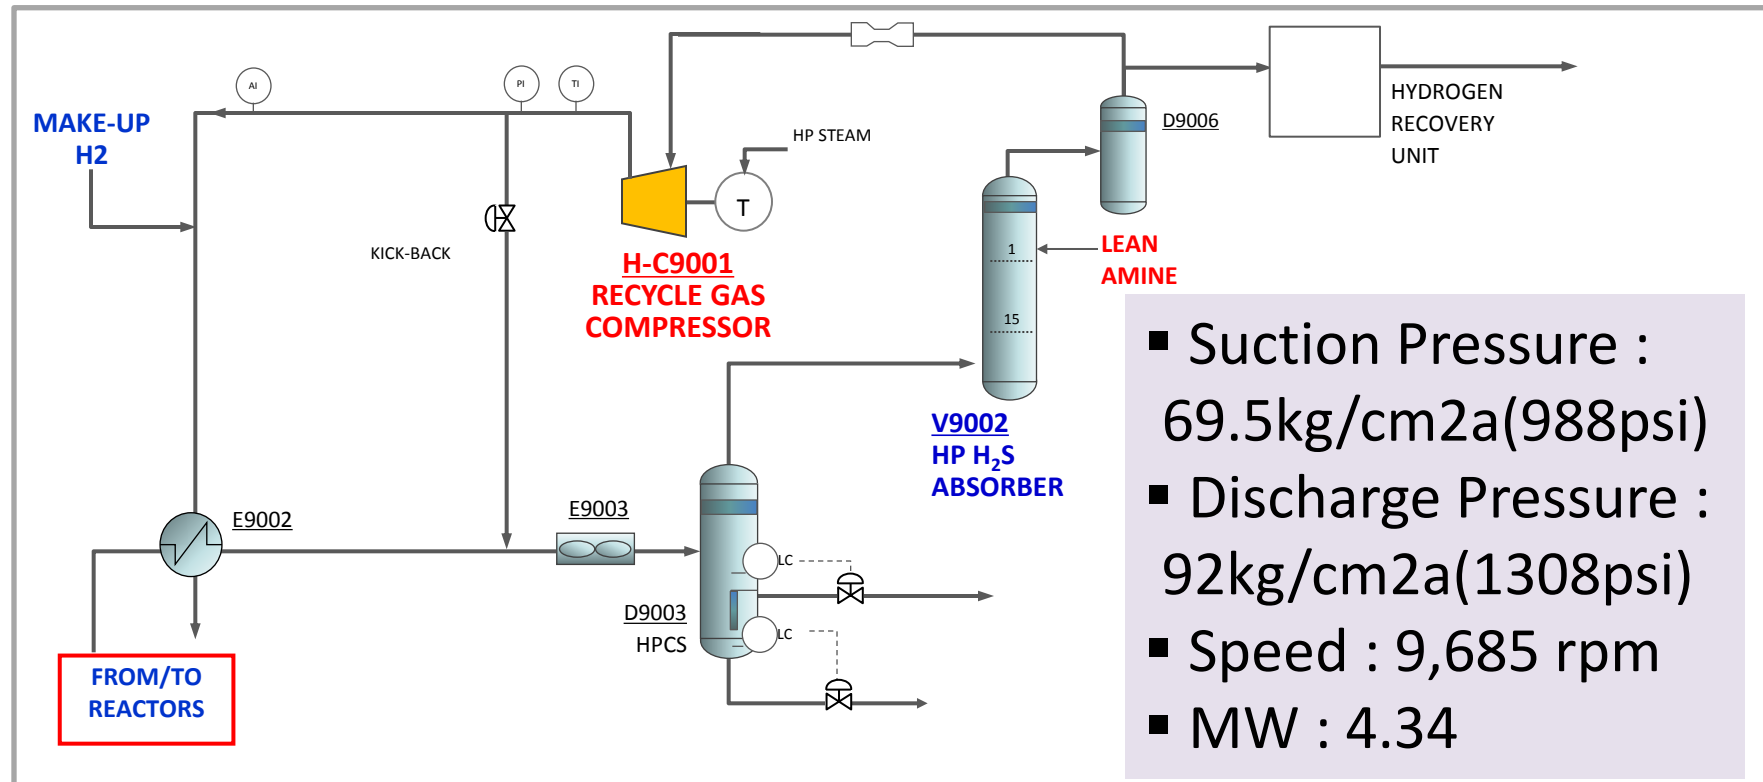 AI
PI
TI
MAKE-UP
H2
HP STEAM
T
KICK-BACK
H-C9001
RECYCLE GAS
COMPRESSOR
D9006
HYDROGEN
RECOVERY
UNIT
1
15
LEAN
AMINE
V9002
HP H₂S
ABSORBER
E9002
E9003
LC
LC
D9003
HPCS
FROM/TO
REACTORS
▪ Suction Pressure :
69.5kg/cm2a(988psi)
▪ Discharge Pressure :
92kg/cm2a(1308psi)
▪ Speed : 9,685 rpm
▪ MW : 4.34